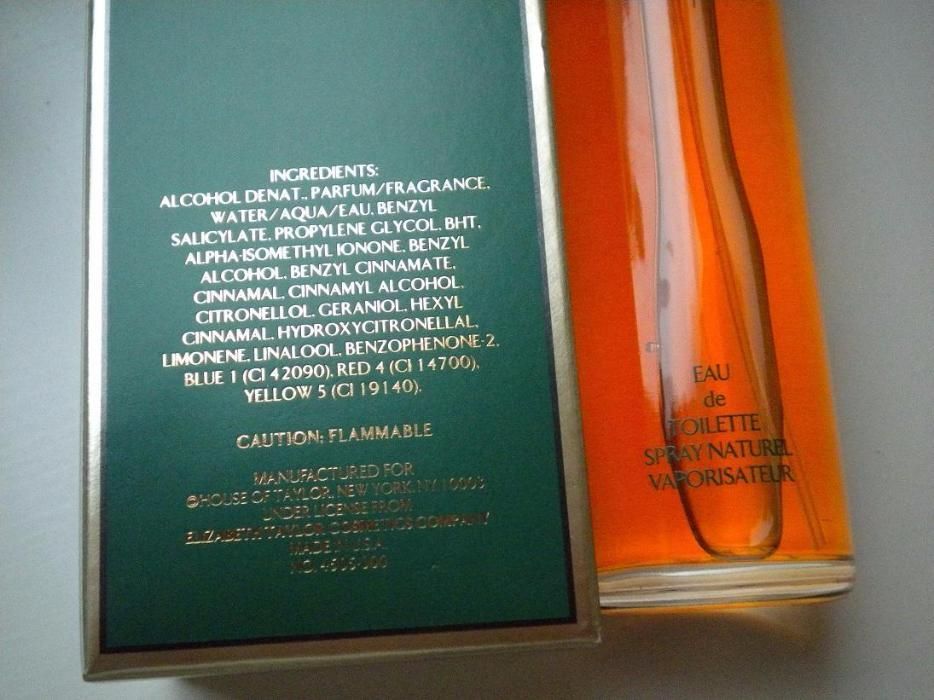 INGREDIENTS:
ALCOHOL DENAT., PARFUM/FRAGRANCE,
WATER/AQUA/EAU, BENZYL
SALICYLATE, PROPYLENE GLYCOL, BHT,
ALPHA-ISOMETHYL IONONE, BENZYL
ALCOHOL, BENZYL CINNAMATE,
CINNAMAL, CINNAMYL ALCOHOL,
CITRONELLOL, GERANIOL, HEXYL
CINNAMAL, HYDROXYCITRONELLAL,
LIMONENE, LINALOOL, BENZOPHENONE-2,
BLUE 1 (CI 42090), RED 4 (CI 14700),
YELLOW 5 (CI 19140).
CAUTION: FLAMMABLE
MANUFACTURED FOR
©HOUSE OF TAYLOR, NEW YORK, NY 10003
UNDER LICENSE FROM
ELIZABETH TAYLOR COSMETICS COMPANY
MADE IN U.S.A.
NO.
EAU
de
TOILETTE
SPRAY NATUREL
VAPORISATEUR